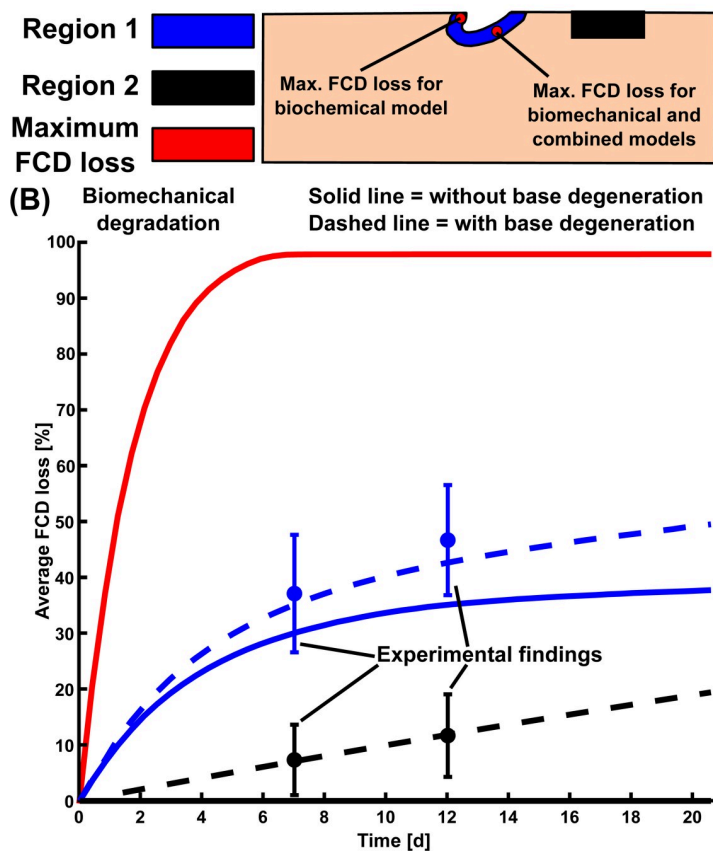 Region 1
Region 2
Maximum
FCD loss
Max. FCD loss for
biochemical model
Max. FCD loss for
biomechanical and
combined models
(B)
Biomechanical
degradation
Solid line = without base degeneration
Dashed line = with base degeneration
Average FCD loss [%]
100
90
80
70
60
50
40
30
20
10
0
Experimental findings
0 2 4 6 8 10 12 14 16 18 20
Time [d]